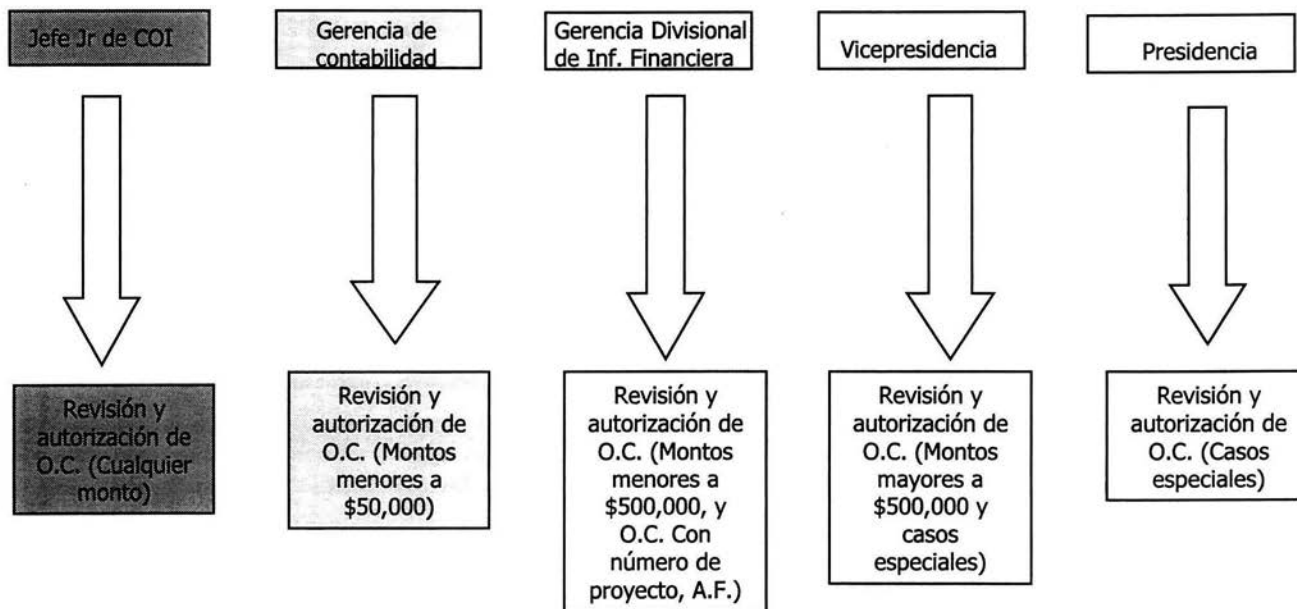 Jefe Jr de COI
Gerencia de
contabilidad
Gerencia Divisional
de Inf. Financiera
Vicepresidencia
Presidencia
Revisión y
autorización de
O.C. (Cualquier
monto)
Revisión y
autorización de
O.C. (Montos
menores a
$50,000)
Revisión y
autorización de
O.C. (Montos
menores a
$500,000, y
O.C. Con
número de
proyecto, A.F.)
Revisión y
autorización de
O.C. (Montos
mayores a
$500,000 y
casos
especiales)
Revisión y
autorización de
O.C. (Casos
especiales)